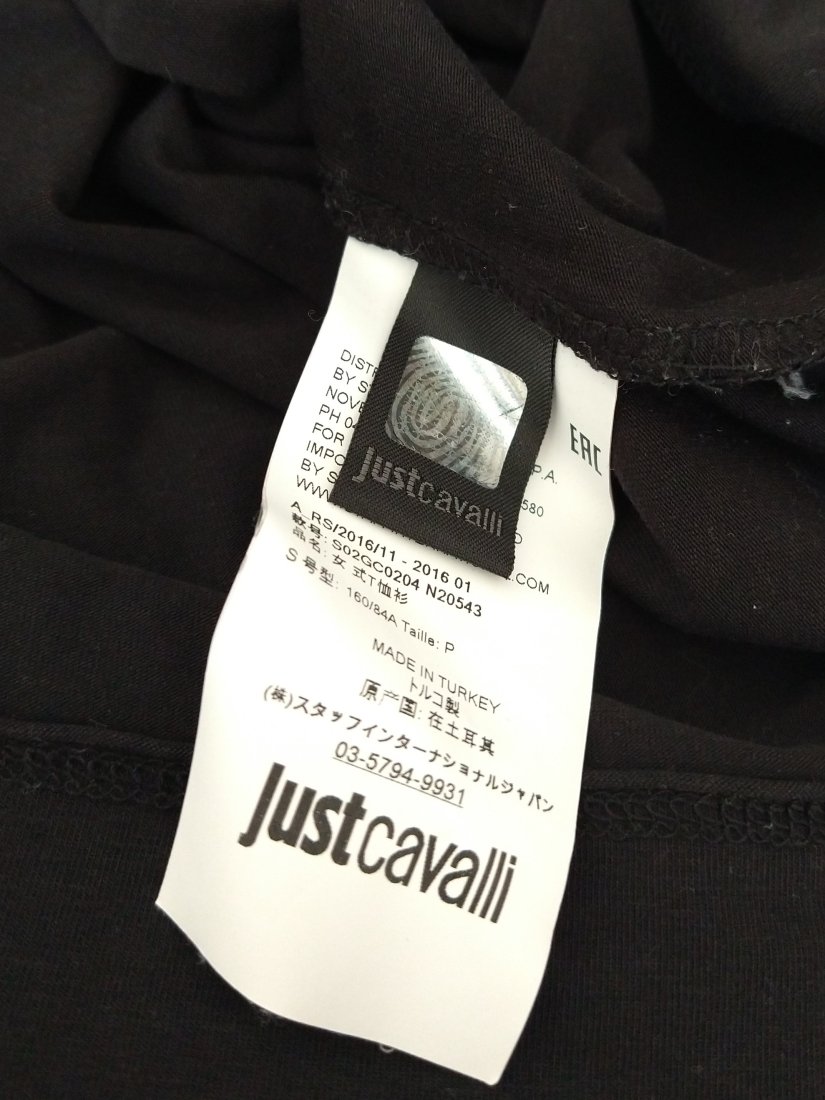 BY S
NOVE
PH 0
FOR
IMPO
BY S
WWW
P.A.
580
D
.COM
EAC
justcavalli
A_RS/2016/11 - 2016 01
款号: S02GC0204 N20543
品名: 女 式T恤衫
S 号型: 160/84A Taille: P
MADE IN TURKEY
トルコ製
原产国: 在土耳其
(株)スタッフインターナショナルジャパン
03-5794-9931
justcavalli